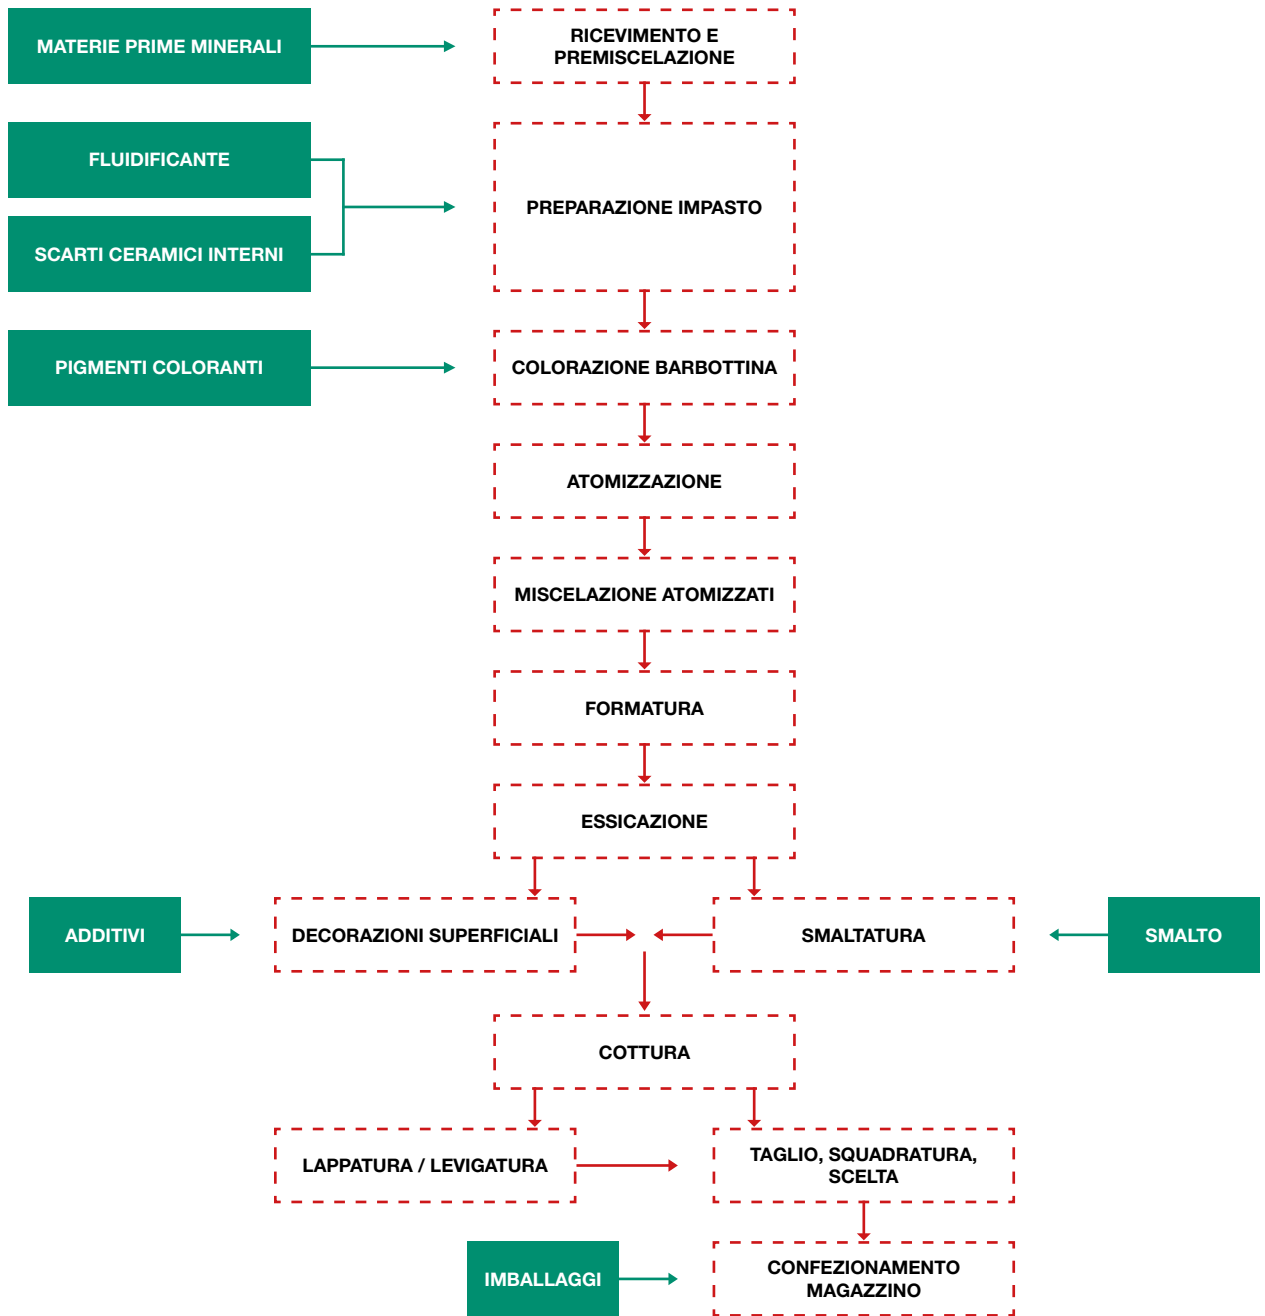 MATERIE PRIME MINERALI
RICEVIMENTO E
PREMISCELAZIONE
FLUIDIFICANTE
SCARTI CERAMICI INTERNI
PREPARAZIONE IMPASTO
PIGMENTI COLORANTI
COLORAZIONE BARBOTTINA
ATOMIZZAZIONE
MISCELAZIONE ATOMIZZATI
FORMATURA
ESSICAZIONE
ADDITIVI
DECORAZIONI SUPERFICIALI
SMALTATURA
SMALTO
COTTURA
LAPPATURA / LEVIGATURA
TAGLIO, SQUADRATURA,
SCELTA
IMBALLAGGI
CONFEZIONAMENTO
MAGAZZINO